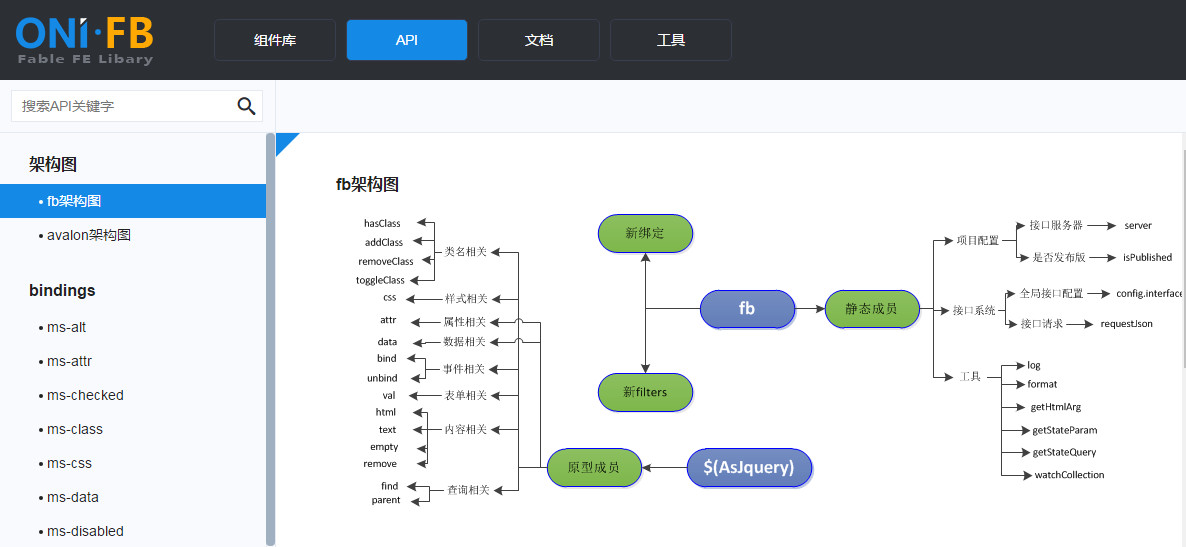 ONi·FB
Fable FE Libary
组件库
API
文档
工具
搜索API关键字
架构图
• fb架构图
• avalon架构图
bindings
• ms-alt
• ms-attr
• ms-checked
• ms-class
• ms-css
• ms-data
• ms-disabled
fb架构图
hasClass
addClass
removeClass
toggleClass
类名相关
css
样式相关
attr
属性相关
data
数据相关
bind
unbind
事件相关
val
表单相关
html
text
empty
remove
内容相关
find
parent
查询相关
新绑定
fb
新filters
原型成员
$(AsJquery)
静态成员
项目配置
接口服务器
server
是否发布版
isPublished
接口系统
全局接口配置
config.interface
接口请求
requestJson
工具
log
format
getHtmlArg
getStateParam
getStateQuery
watchCollection